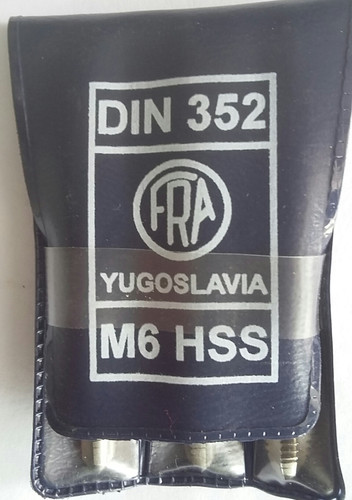 DIN 352
FRA
YUGOSLAVIA
M6 HSS